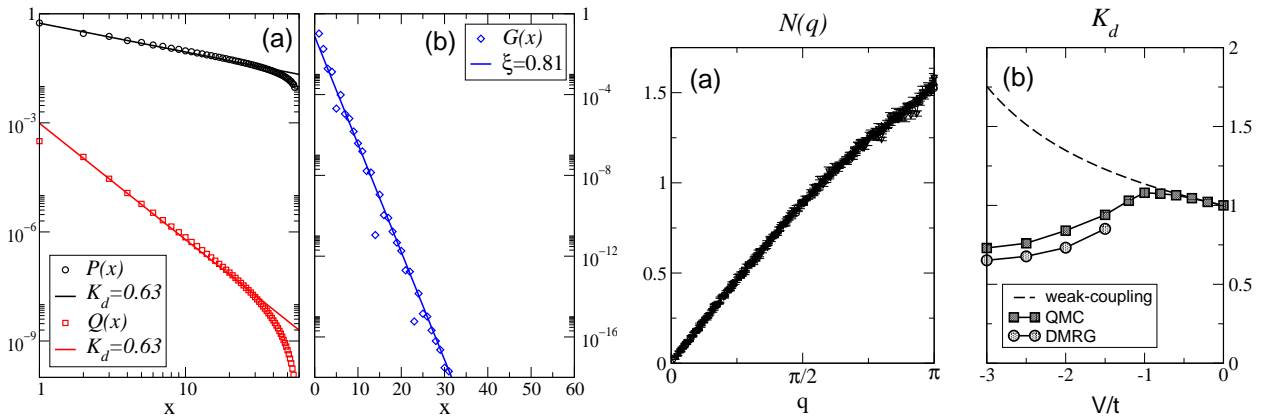 (a)
1
10^-3
10^-6
10^-9
P(x)
K_d=0.63
Q(x)
K_d=0.63
1
10
x
(b)
G(x)
ξ=0.81
1
10^-4
10^-8
10^-12
10^-16
0
10
20
30
40
50
60
x
N(q)
(a)
1.5
1
0.5
0
0
π/2
π
q
K_d
(b)
2
1.5
1
0.5
0
weak-coupling
QMC
DMRG
-3
-2
-1
0
V/t